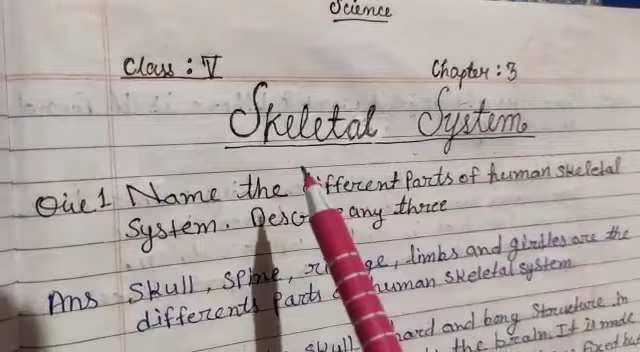 Science
Class : V Chapter : 3
Skeletal System
Que 1 Name the different parts of human skeletal
System. any three
Ans Skull, spine, limbs and girdles are the
differents parts human skeletal system
skull hard and bony structure in
the brain. It is made
fixed